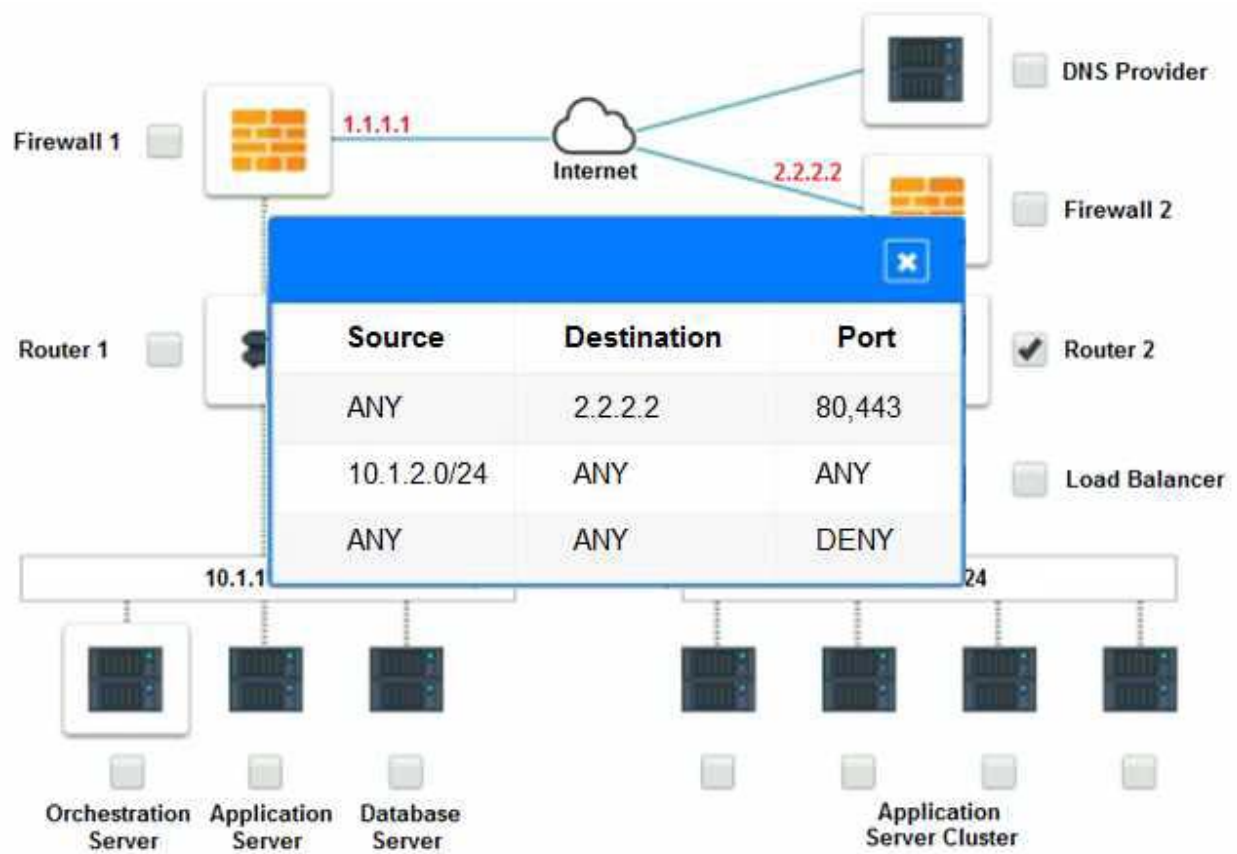 DNS Provider
Firewall 1
1.1.1.1
Internet
2.2.2.2
Firewall 2
Router 1
Source Destination Port
ANY 2.2.2.2 80,443
10.1.2.0/24 ANY ANY
ANY ANY DENY
Router 2
Load Balancer
10.1.1
24
Orchestration
Server
Application
Server
Database
Server
Application
Server Cluster